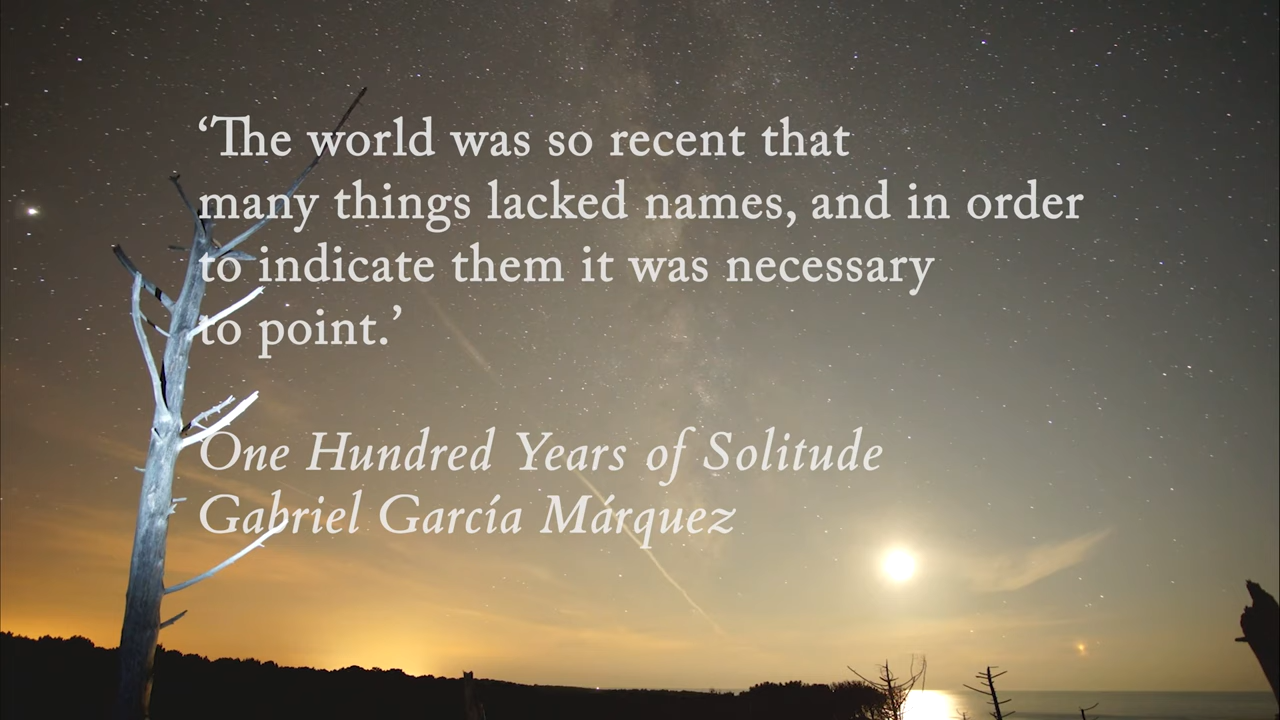 ‘The world was so recent that
many things lacked names, and in order
to indicate them it was necessary
to point.’
One Hundred Years of Solitude
Gabriel García Márquez